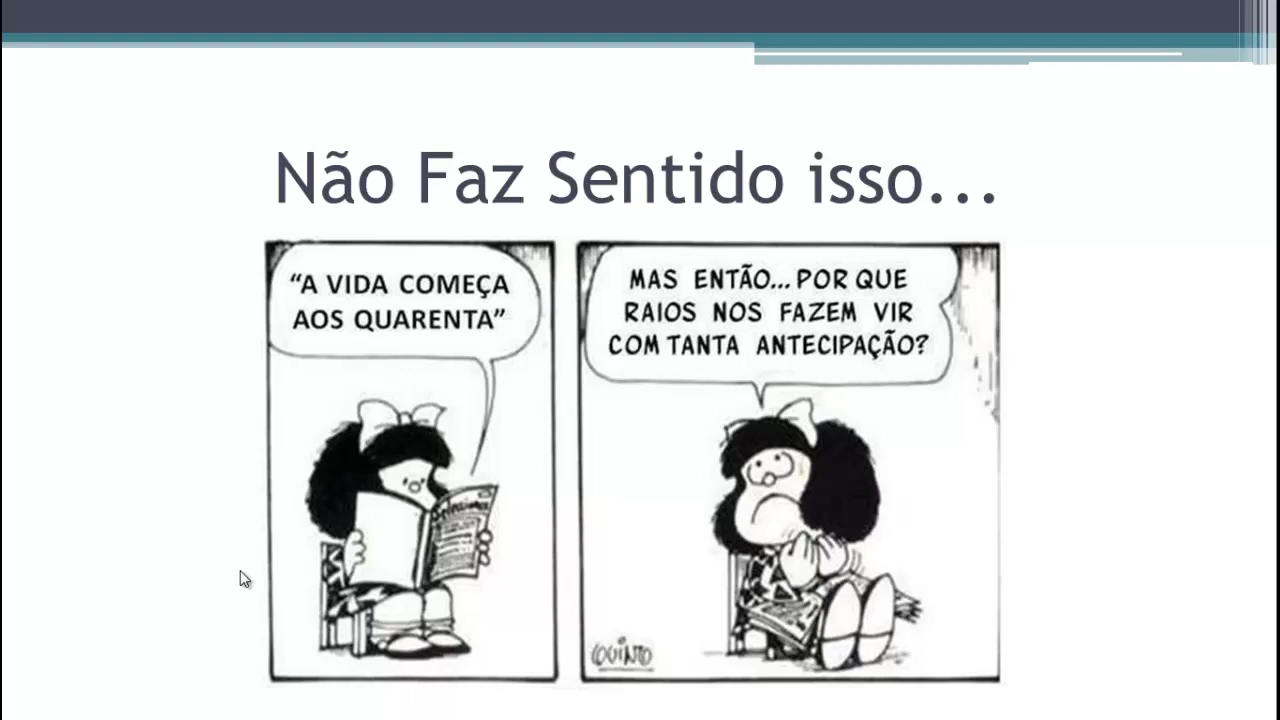 Não Faz Sentido isso...
“A VIDA COMEÇA
AOS QUARENTA”
MAS ENTÃO... POR QUE
RAIOS NOS FAZEM VIR
COM TANTA ANTECIPAÇÃO?